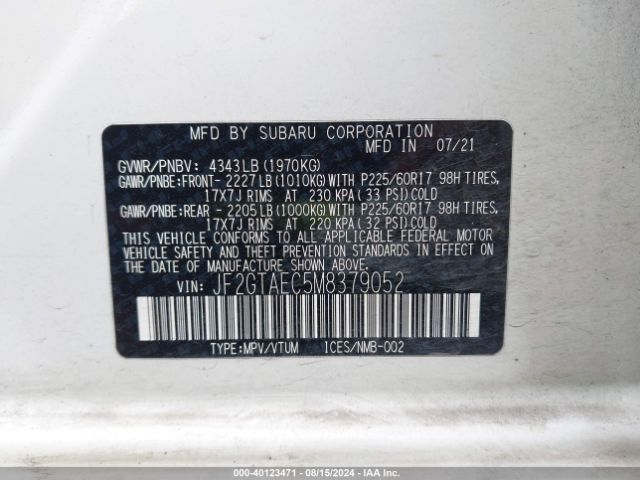 MFD BY SUBARU CORPORATION
MFD IN 07/21
GVWR/PNBV: 4343LB(1970KG)
GAWR/PNBE:FRONT- 2227LB(1010KG)WITH P225/60R17 98H TIRES,
17X7J RIMS AT 230 KPA(33 PSI)COLD
GAWR/PNBE:REAR - 2205LB(1000KG)WITH P225/60R17 98H TIRES,
17X7J RIMS AT 220 KPA(32 PSI)COLD
THIS VEHICLE CONFORMS TO ALL APPLICABLE FEDERAL MOTOR
VEHICLE SAFETY AND THEFT PREVENTION STANDARDS IN EFFECT ON
THE DATE OF MANUFACTURE SHOWN ABOVE.
VIN: JF2GTAEC5M8379052
TYPE:MPV/VTUM ICES/NMB-002
© - 40123471 - 08/15/2024 - IAA Inc.